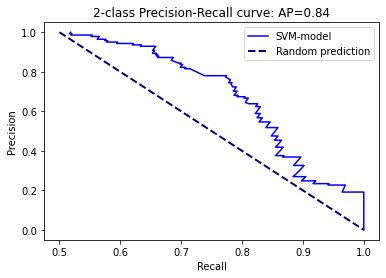 2-class Precision-Recall curve: AP=0.84
SVM-model
Random prediction
Precision
1.0
0.8
0.6
0.4
0.2
0.0
0.5 0.6 0.7 0.8 0.9 1.0
Recall